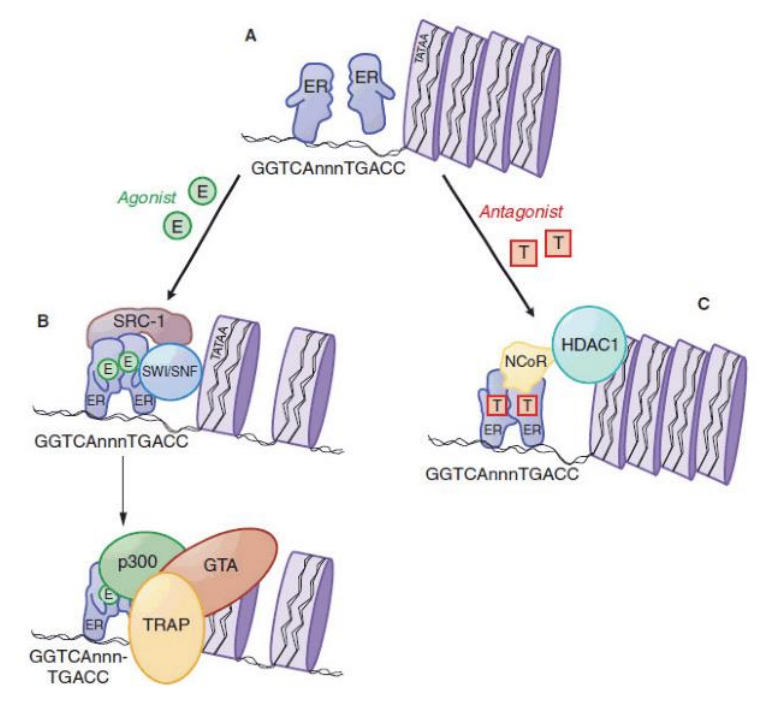 A
TATAA
ER
ER
GGTCAnnnTGACC
Agonist
E
E
Antagonist
T
T
B
SRC-1
TATAA
E
E
SWI/SNF
ER
ER
GGTCAnnnTGACC
C
HDAC1
NCoR
T
T
ER
ER
GGTCAnnnTGACC
p300
GTA
E
ER
TRAP
GGTCAnnn-
TGACC